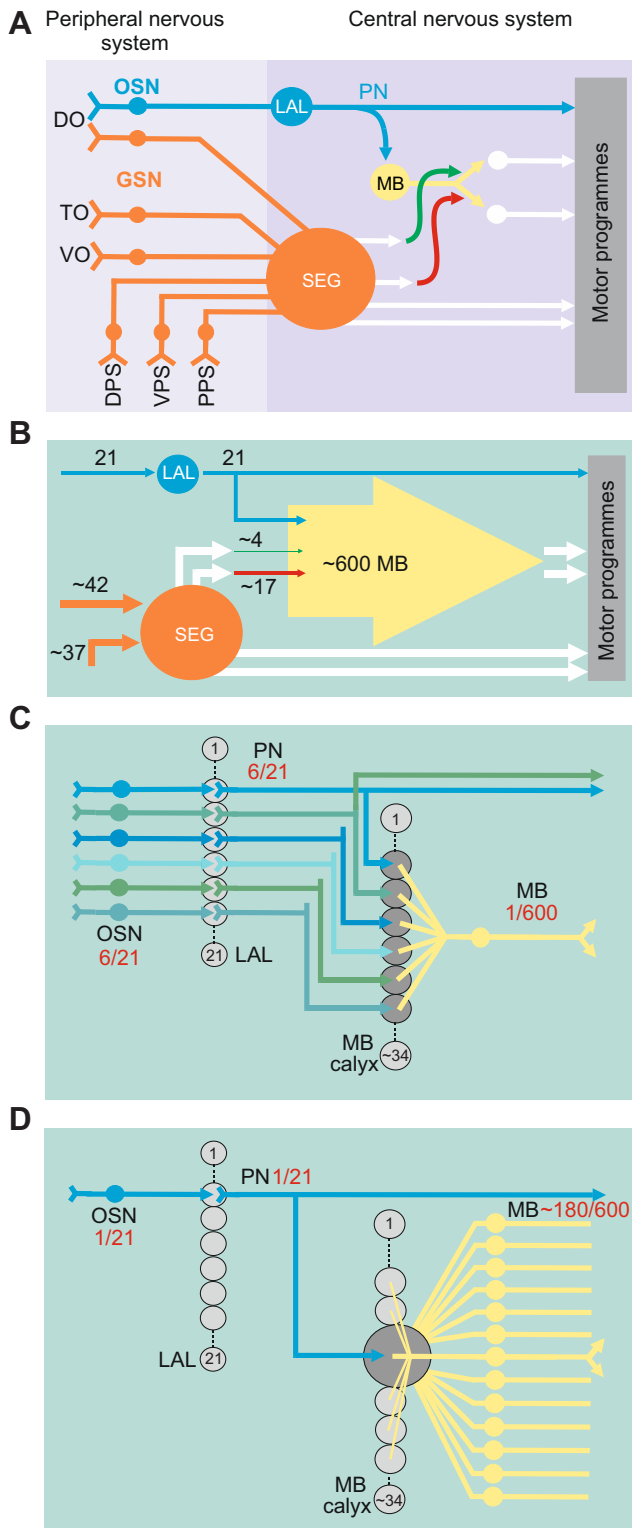 A
Peripheral nervous
system
Central nervous system
OSN
LAL
PN
DO
GSN
MB
TO
VO
SEG
DPS
VPS
PPS
Motor programmes
B
21
LAL
21
~4
~600 MB
~17
~42
SEG
~37
Motor programmes
C
1
PN
6/21
1
MB
1/600
OSN
6/21
21
LAL
MB
calyx
~34
D
1
PN 1/21
OSN
1/21
MB~180/600
1
LAL
21
MB
calyx
~34